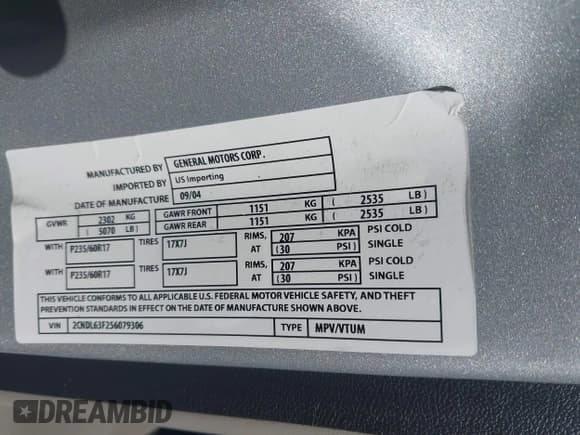 MANUFACTURED BY GENERAL MOTORS CORP.
IMPORTED BY US Importing
DATE OF MANUFACTURE 09/04
GVWR 2302 KG GAWR FRONT 1151 KG ( 2535 LB )
( 5070 LB ) GAWR REAR 1151 KG ( 2535 LB )
WITH P235/60R17 TIRES 17X7J RIMS, 207 KPA PSI COLD
AT (30 PSI ) SINGLE
WITH P235/60R17 TIRES 17X7J RIMS, 207 KPA PSI COLD
AT (30 PSI ) SINGLE
THIS VEHICLE CONFORMS TO ALL APPLICABLE U.S. FEDERAL MOTOR VEHICLE SAFETY, AND THEFT
PREVENTION STANDARDS IN EFFECT ON THE DATE OF MANUFACTURE SHOWN ABOVE.
VIN 2CNDL63F256079306 TYPE MPV/VTUM
DREAMBID